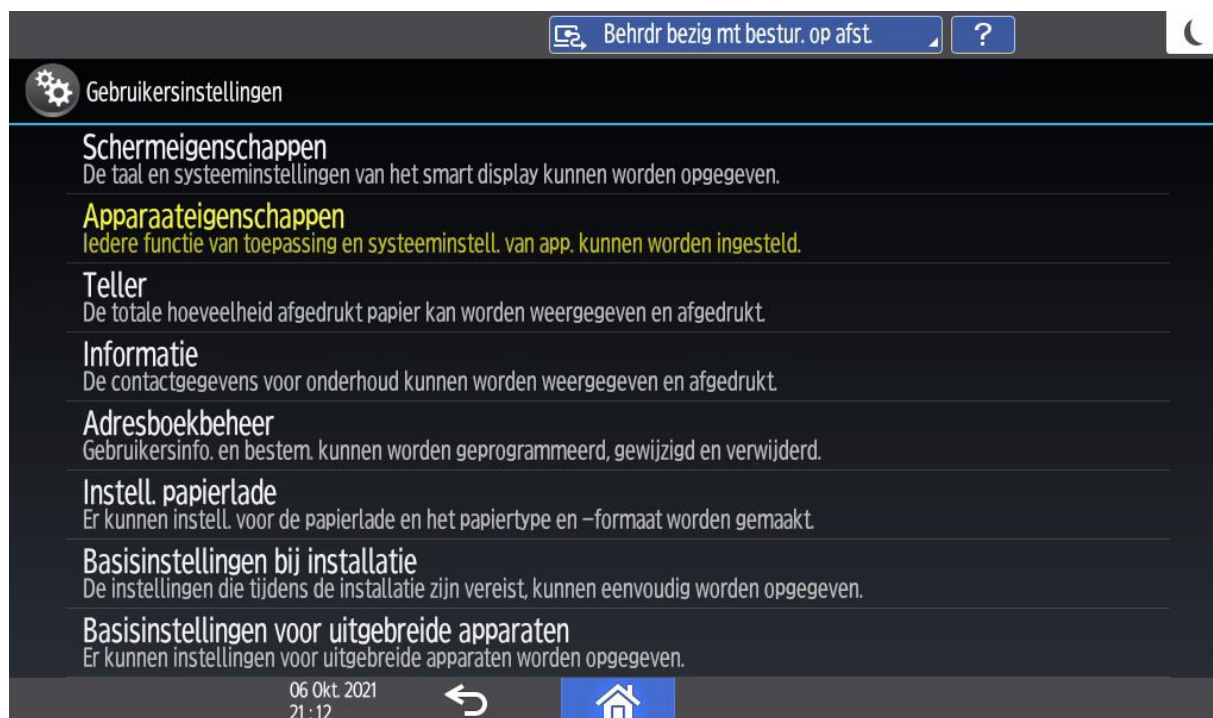 Behrdr bezig mt bestur. op afst.
?
Gebruikersinstellingen
Schermeigenschappen
De taal en systeeminstellingen van het smart display kunnen worden opgegeven.
Apparaateigenschappen
Iedere functie van toepassing en systeeminstell. van app. kunnen worden ingesteld.
Teller
De totale hoeveelheid afgedrukt papier kan worden weergegeven en afgedrukt.
Informatie
De contactgegevens voor onderhoud kunnen worden weergegeven en afgedrukt.
Adresboekbeheer
Gebruikersinfo. en bestem. kunnen worden geprogrammeerd, gewijzigd en verwijderd.
Instell. papierlade
Er kunnen instell. voor de papierlade en het papiertype en -formaat worden gemaakt.
Basisinstellingen bij installatie
De instellingen die tijdens de installatie zijn vereist, kunnen eenvoudig worden opgegeven.
Basisinstellingen voor uitgebreide apparaten
Er kunnen instellingen voor uitgebreide apparaten worden opgegeven.
06 Okt. 2021
21:12